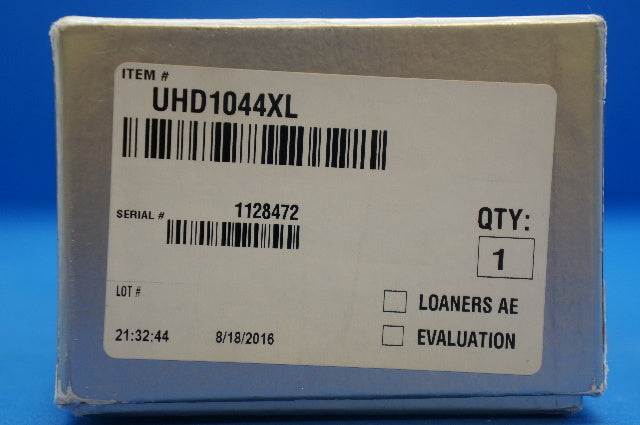 ITEM #
UHD1044XL
SERIAL # 1128472
QTY:
1
LOT #
LOANERS AE
21:32:44 8/18/2016
EVALUATION